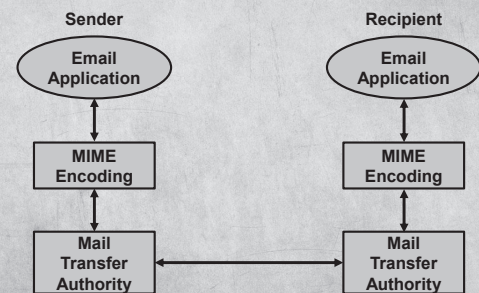 Sender
Recipient
Email
Application
Email
Application
MIME
Encoding
MIME
Encoding
Mail
Transfer
Authority
Mail
Transfer
Authority